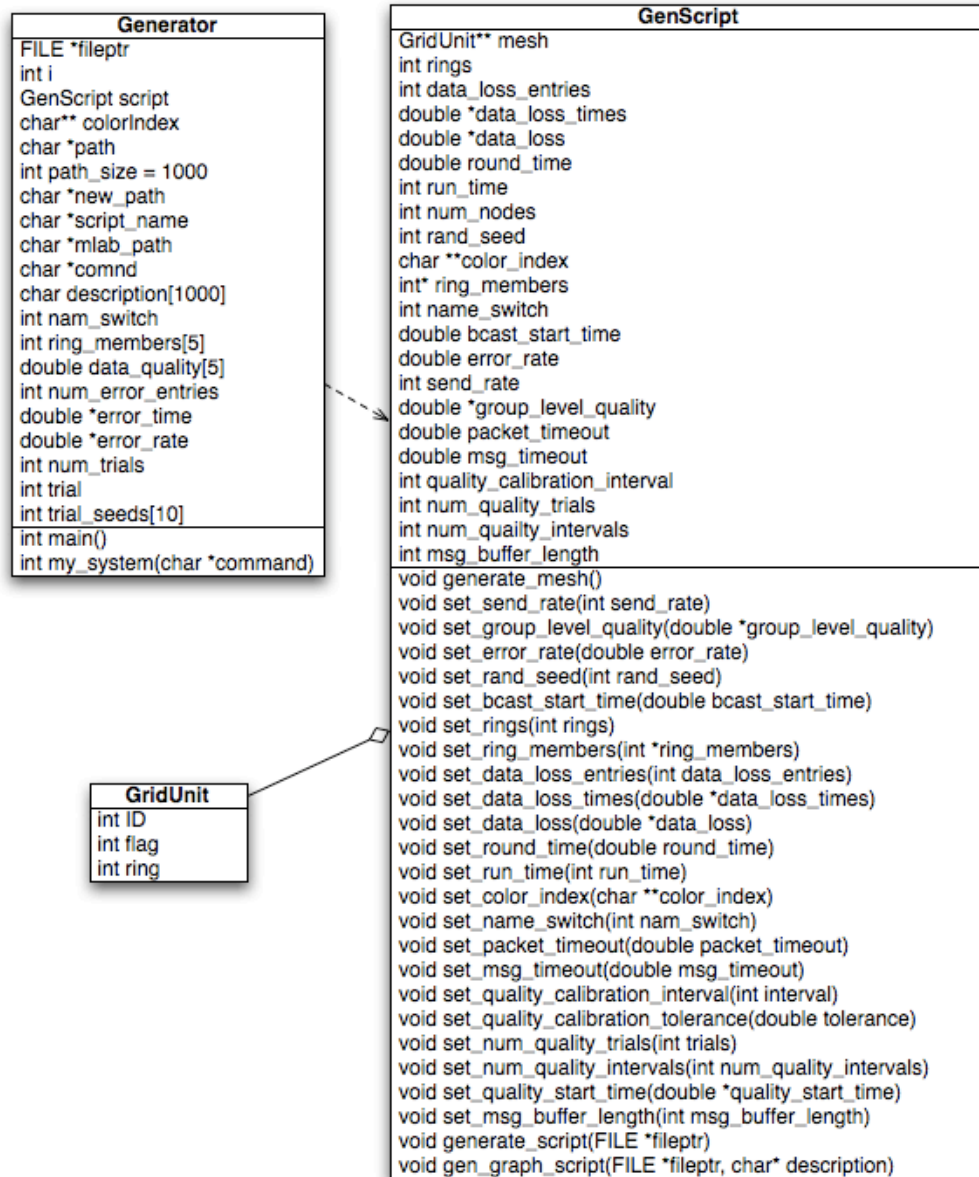 Generator
FILE *fileptr
int i
GenScript script
char** colorIndex
char *path
int path_size = 1000
char *new_path
char *script_name
char *mlab_path
char *comnd
char description[1000]
int nam_switch
int ring_members[5]
double data_quality[5]
int num_error_entries
double *error_time
double *error_rate
int num_trials
int trial
int trial_seeds[10]
int main()
int my_system(char *command)
GenScript
GridUnit** mesh
int rings
int data_loss_entries
double *data_loss_times
double *data_loss
double round_time
int run_time
int num_nodes
int rand_seed
char **color_index
int* ring_members
int name_switch
double bcast_start_time
double error_rate
int send_rate
double *group_level_quality
double packet_timeout
double msg_timeout
int quality_calibration_interval
int num_quality_trials
int num_quailty_intervals
int msg_buffer_length
void generate_mesh()
void set_send_rate(int send_rate)
void set_group_level_quality(double *group_level_quality)
void set_error_rate(double error_rate)
void set_rand_seed(int rand_seed)
void set_bcast_start_time(double bcast_start_time)
void set_rings(int rings)
void set_ring_members(int *ring_members)
void set_data_loss_entries(int data_loss_entries)
void set_data_loss_times(double *data_loss_times)
void set_data_loss(double *data_loss)
void set_round_time(double round_time)
void set_run_time(int run_time)
void set_color_index(char **color_index)
void set_name_switch(int nam_switch)
void set_packet_timeout(double packet_timeout)
void set_msg_timeout(double msg_timeout)
void set_quality_calibration_interval(int interval)
void set_quality_calibration_tolerance(double tolerance)
void set_num_quality_trials(int trials)
void set_num_quality_intervals(int num_quality_intervals)
void set_quality_start_time(double *quality_start_time)
void set_msg_buffer_length(int msg_buffer_length)
void generate_script(FILE *fileptr)
void gen_graph_script(FILE *fileptr, char* description)
GridUnit
int ID
int flag
int ring